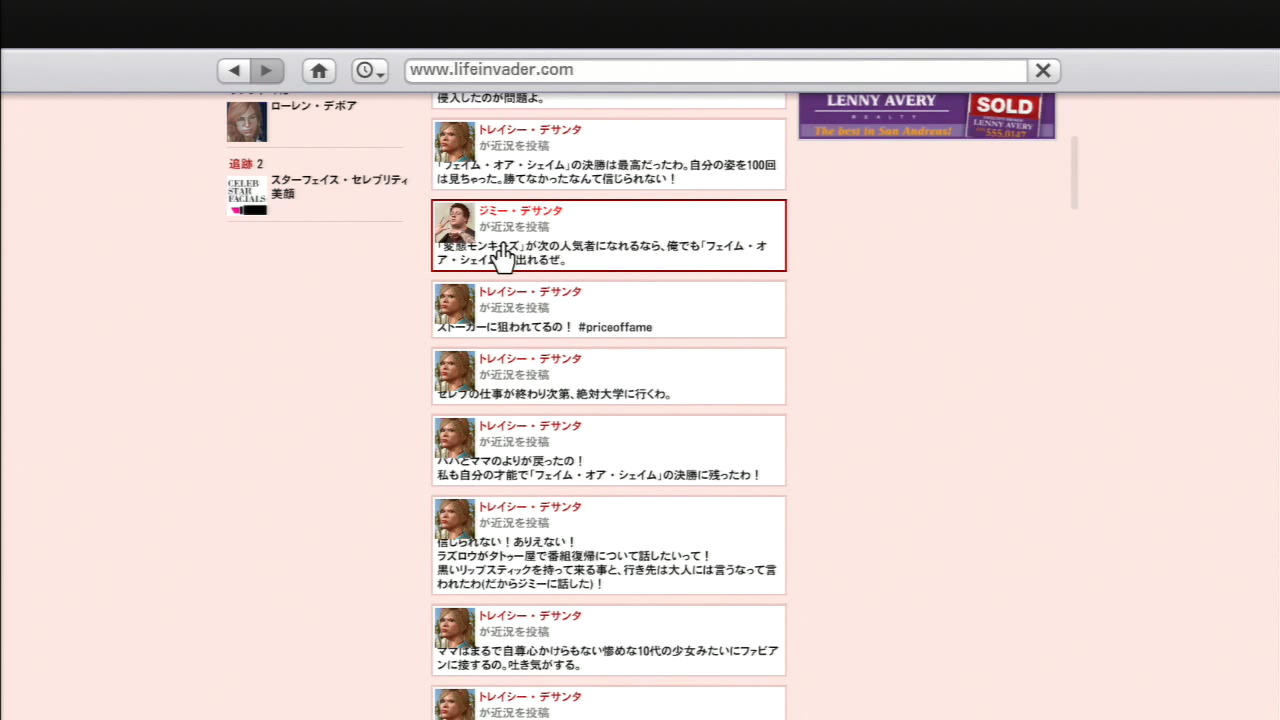 www.lifeinvader.com
ローレン・デボア
追跡 2
CELEB
STAR
FACIALS
スターフェイス・セレブリティ
美顔
侵入したのが問題よ。
トレイシー・デサンタ
が近況を投稿
「フェイム・オア・シェイム」の決勝は最高だったわ。自分の姿を100回
は見ちゃった。勝てなかったなんて信じられない！
ジミー・デサンタ
が近況を投稿
「変態モンキーズ」が次の人気者になれるなら、俺でも「フェイム・オ
ア・シェイム」出れるぜ。
トレイシー・デサンタ
が近況を投稿
ストーカーに狙われてるの！ #priceoffame
トレイシー・デサンタ
が近況を投稿
セレブの仕事が終わり次第、絶対大学に行くわ。
トレイシー・デサンタ
が近況を投稿
パパとママのよりが戻ったの！
私も自分の才能で「フェイム・オア・シェイム」の決勝に残ったわ！
トレイシー・デサンタ
が近況を投稿
信じられない！ありえない！
ラズロウがタトゥー屋で番組復帰について話したいって！
黒いリップスティックを持って来る事と、行き先は大人には言うなって言
われたわ(だからジミーに話した)！
トレイシー・デサンタ
が近況を投稿
ママはまるで自尊心かけらもない惨めな10代の少女みたいにファビア
ンに接するの。吐き気がする。
トレイシー・デサンタ
が近況を投稿
LENNY AVERY
REALTY
The best in San Andreas!
SOLD
LENNY AVERY
555.0147